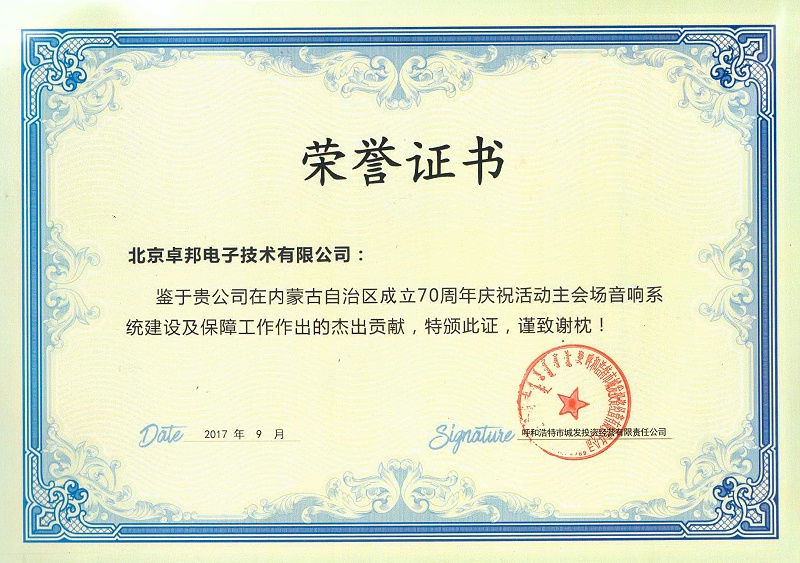 荣誉证书
北京卓邦电子技术有限公司：
鉴于贵公司在内蒙古自治区成立70周年庆祝活动主会场音响系
统建设及保障工作作出的杰出贡献，特颁此证，谨致谢枕！
Date 2017 年 9 月
Signature 呼和浩特市城发投资经营有限责任公司